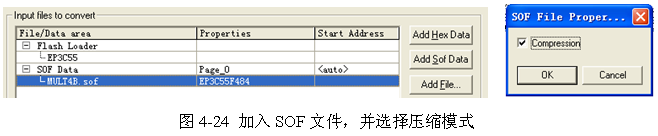 Input files to convert
File/Data area Properties Start Address
Flash Loader
EP3C55
SOF Data Page_0 <auto>
MULT4B.sof EP3C55F484
Add Hex Data
Add Sof Data
Add File...
SOF File Proper...
Compression
OK Cancel
图 4-24 加入 SOF 文件，并选择压缩模式